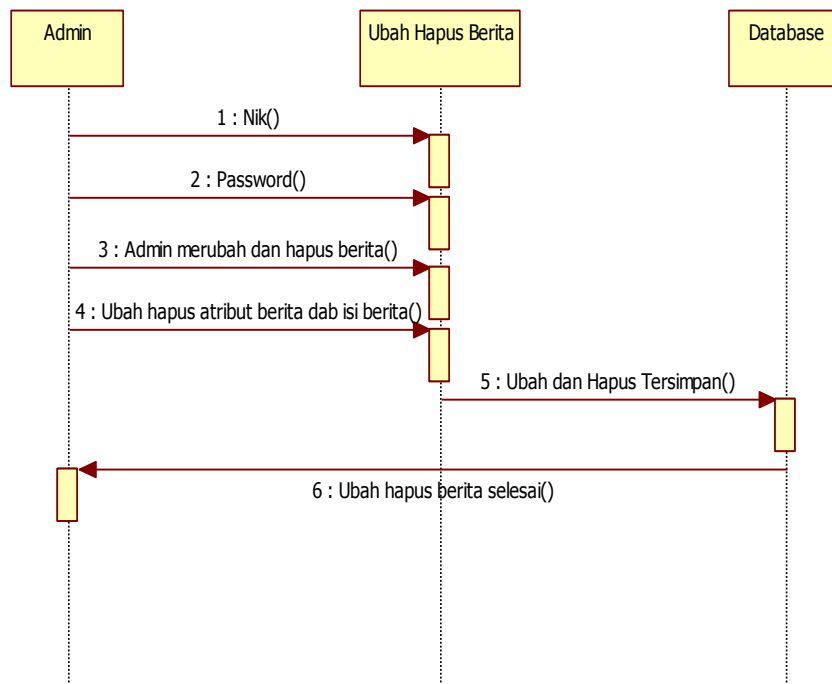 Admin
Ubah Hapus Berita
Database
1 : Nik()
2 : Password()
3 : Admin merubah dan hapus berita()
4 : Ubah hapus atribut berita dab isi berita()
5 : Ubah dan Hapus Tersimpan()
6 : Ubah hapus berita selesai()